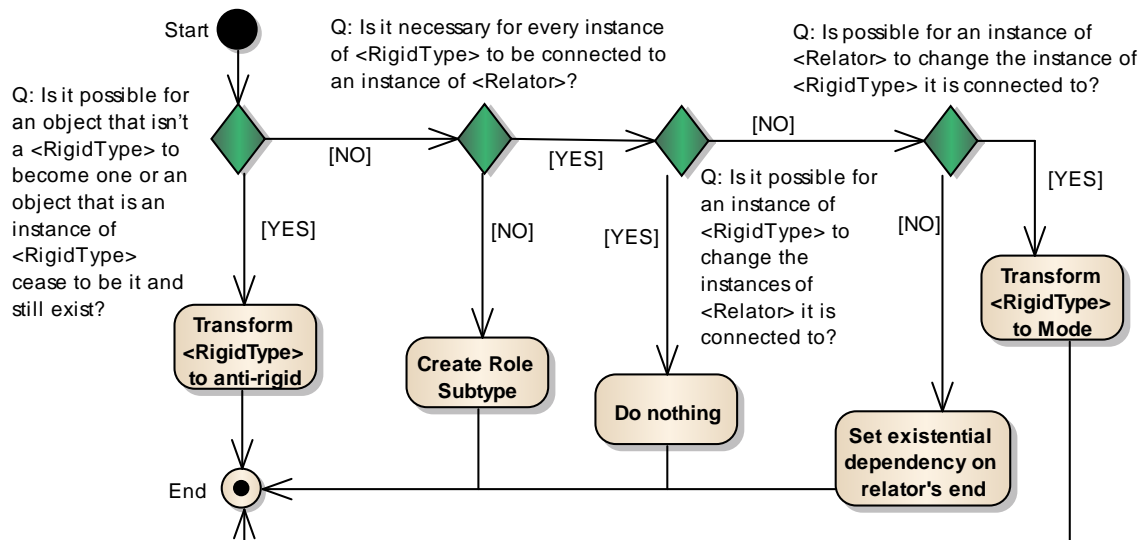 Start
Q: Is it necessary for every instance
of <RigidType> to be connected to
an instance of <Relator>?
Q: Is possible for an instance of
<Relator> to change the instance of
<RigidType> it is connected to?
Q: Is it possible for
an object that isn't
a <RigidType> to
become one or an
object that is an
instance of
<RigidType>
cease to be it and
still exist?
[NO]
[YES]
[NO]
[YES]
[NO]
[YES]
Q: Is it possible for
an instance of
<RigidType> to
change the
instances of
<Relator> it is
connected to?
[NO]
[YES]
Transform
<RigidType>
to anti-rigid
Create Role
Subtype
Do nothing
Set existential
dependency on
relator's end
Transform
<RigidType>
to Mode
End